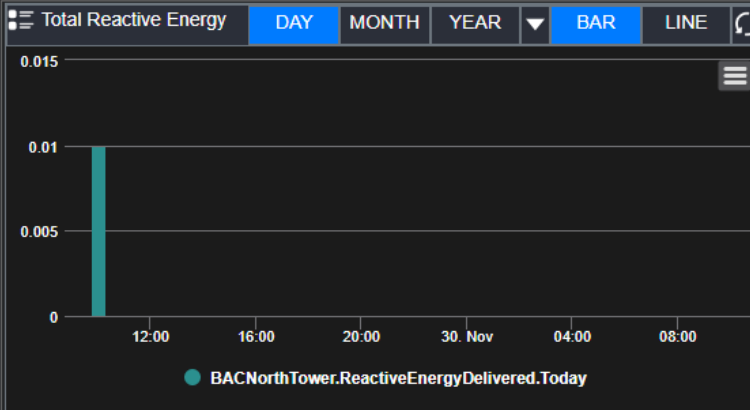 Total Reactive Energy DAY MONTH YEAR BAR LINE
0.015
0.01
0.005
0
12:00 16:00 20:00 30. Nov 04:00 08:00
BACNorthTower.ReactiveEnergyDelivered.Today